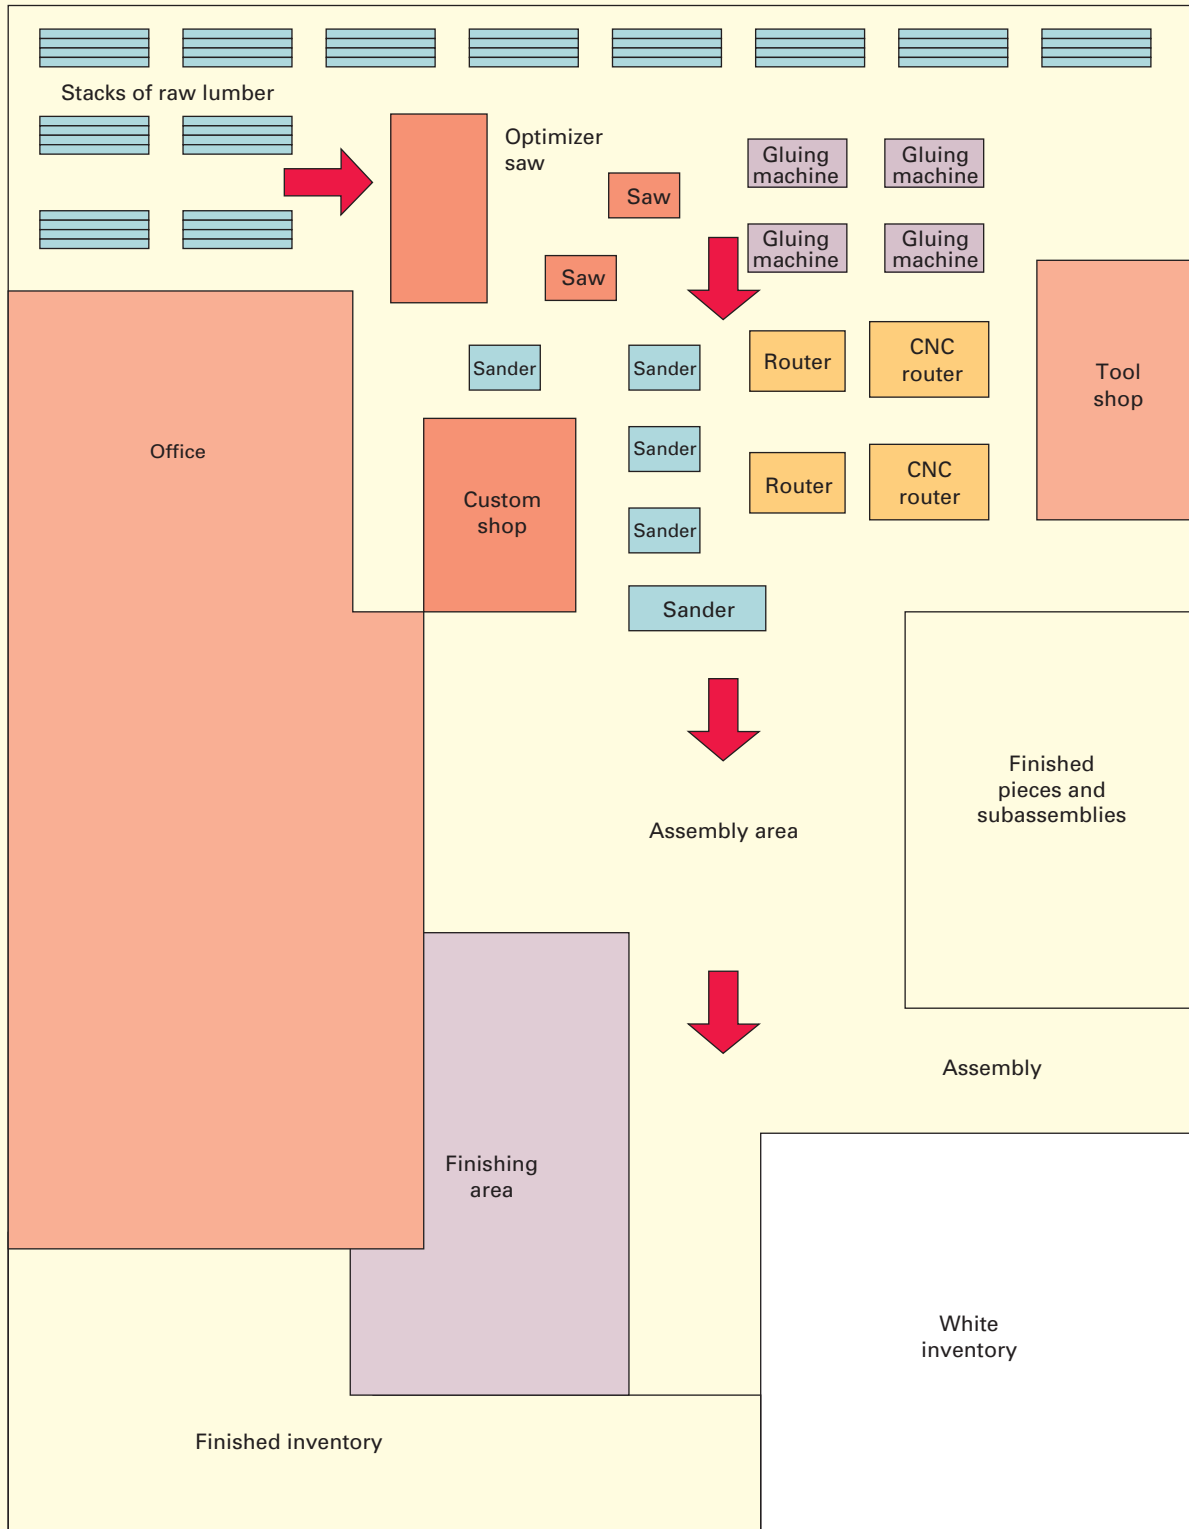 Stacks of raw lumber
Optimizer
saw
Gluing
machine
Gluing
machine
Saw
Gluing
machine
Gluing
machine
Saw
Sander
Sander
Router
CNC
router
Tool
shop
Office
Sander
Custom
shop
Router
CNC
router
Sander
Sander
Finished
pieces and
subassemblies
Assembly area
Assembly
Finishing
area
White
inventory
Finished inventory